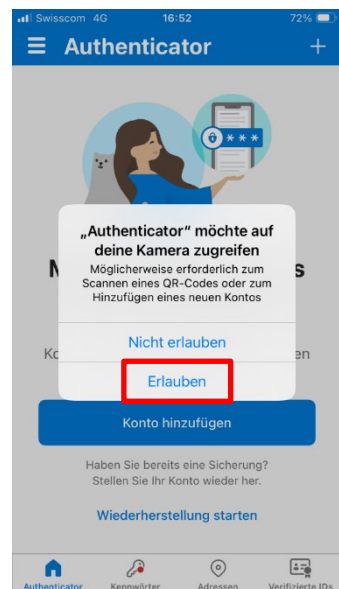 Swisscom 4G 16:52 72%
Authenticator
***
„Authenticator“ möchte auf
deine Kamera zugreifen
Möglicherweise erforderlich zum
Scannen eines QR-Codes oder zum
Hinzufügen eines neuen Kontos
Nicht erlauben
Erlauben
Konto hinzufügen
Haben Sie bereits eine Sicherung?
Stellen Sie Ihr Konto wieder her.
Wiederherstellung starten
Authenticator Kennwörter Adressen Verifizierte IDs